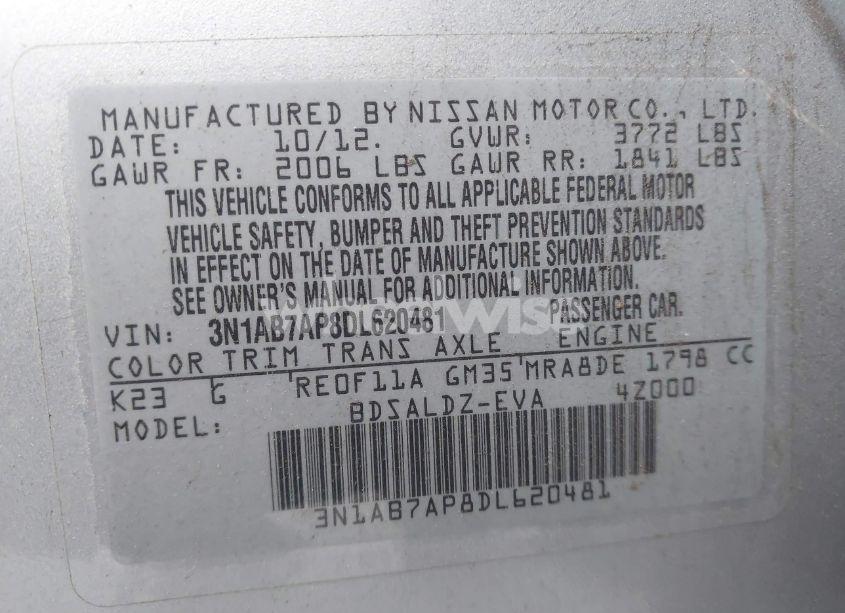 MANUFACTURED BY NISSAN MOTOR CO., LTD.
DATE: 10/12. GVWR: 3772 LBS
GAWR FR: 2006 LBS GAWR RR: 1841 LBS
THIS VEHICLE CONFORMS TO ALL APPLICABLE FEDERAL MOTOR
VEHICLE SAFETY, BUMPER AND THEFT PREVENTION STANDARDS
IN EFFECT ON THE DATE OF MANUFACTURE SHOWN ABOVE.
SEE OWNER'S MANUAL FOR ADDITIONAL INFORMATION.
VIN: 3N1AB7AP8DL620481 PASSENGER CAR.
COLOR TRIM TRANS AXLE ENGINE
K23 G RE0F11A GM35 MRA8DE 1798 CC
MODEL: BDSALDZ-EVA 4Z000
3N1AB7AP8DL620481